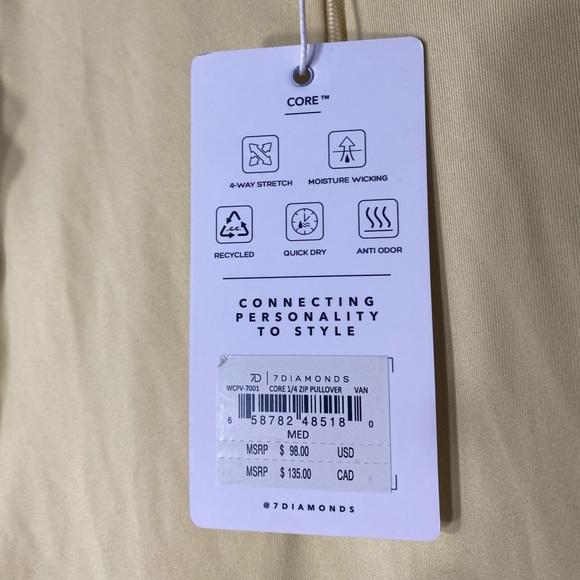 CORE™
4-WAY STRETCH MOISTURE WICKING
RECYCLED QUICK DRY ANTI ODOR
CONNECTING
PERSONALITY
TO STYLE
7D | 7DIAMONDS
WCPV-7001 CORE 1/4 ZIP PULLOVER VAN
6 58782 48518 0
MED
MSRP $ 98.00 USD
MSRP $ 135.00 CAD
@7DIAMONDS